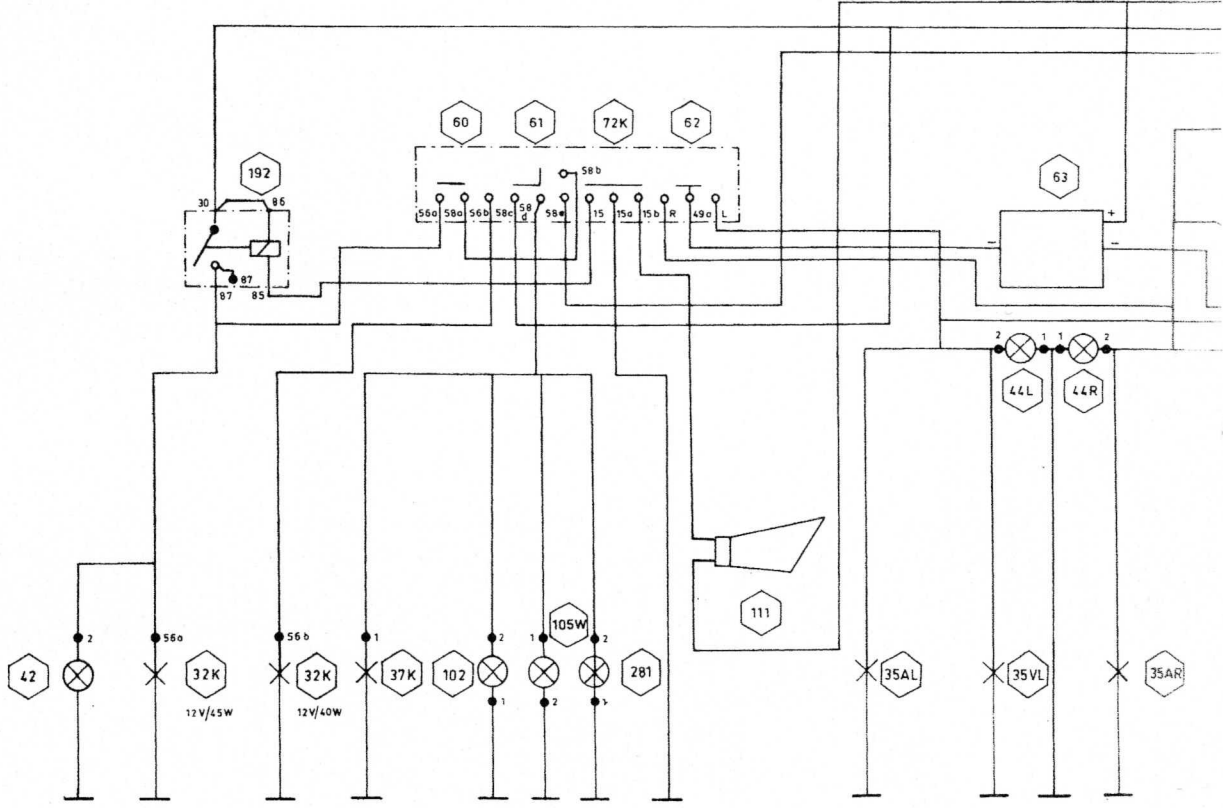 60 61 72K 62
192
58b
63
30 86
56a 58a 56b 58c 58d 58e 15 15a 15b R 49a L
+
- -
87
87 85
2 1 1 2
44L 44R
111
105W
2 56a 56b 1 2 1 2
42 32K 32K 37K 102 281 35AL 35VL 35AR
12V/45W 12V/40W
1 2